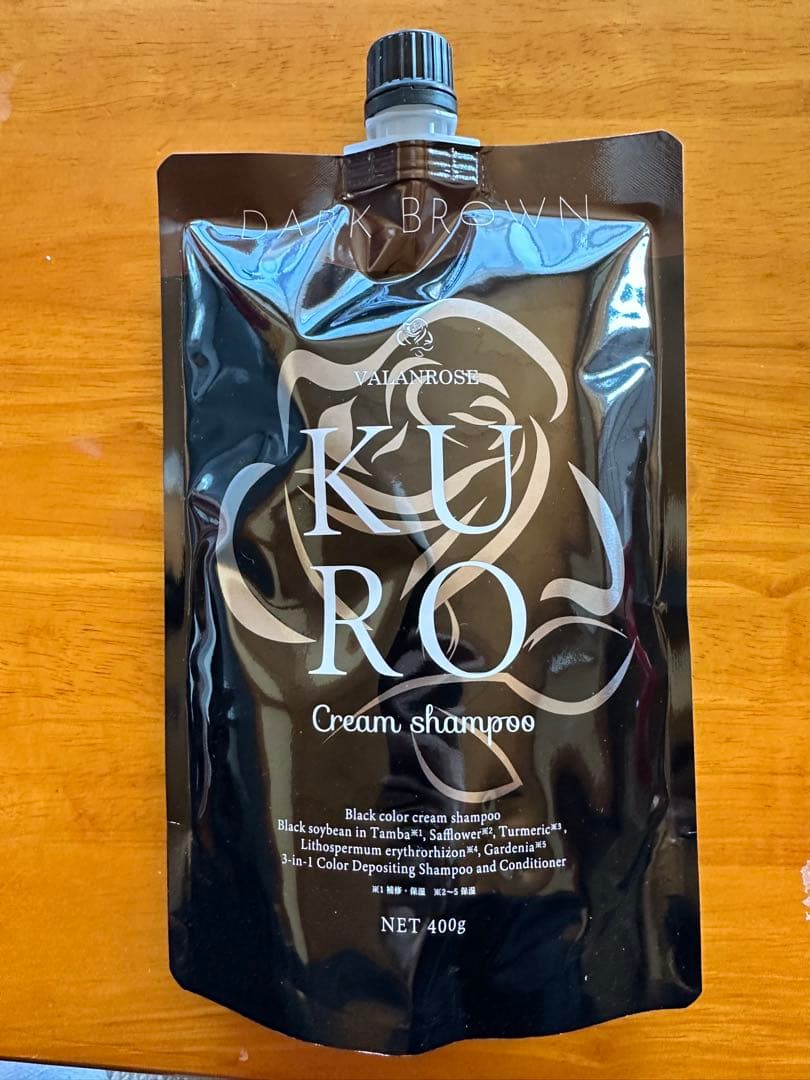 DARK BROWN
VALANROSE
KU
RO
Cream shampoo
Black color cream shampoo
Black soybean in Tamba※1, Safflower※2, Turmeric※3,
Lithospermum erythrorhizon※4, Gardenia※5
3-in-1 Color Depositing Shampoo and Conditioner
※1 補修・保湿 ※2〜5 保湿
NET 400g